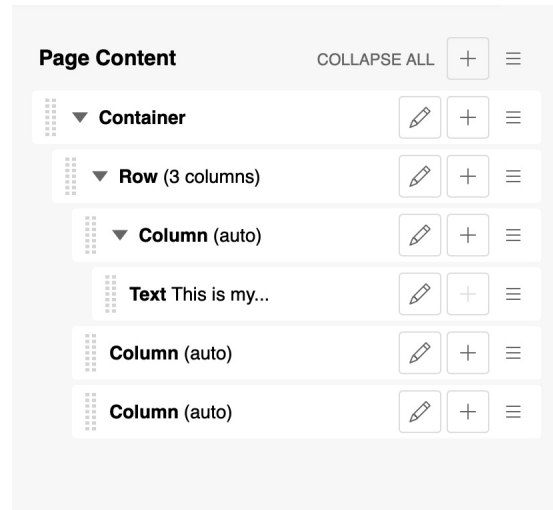 Page Content COLLAPSE ALL
Container
Row (3 columns)
Column (auto)
Text This is my...
Column (auto)
Column (auto)